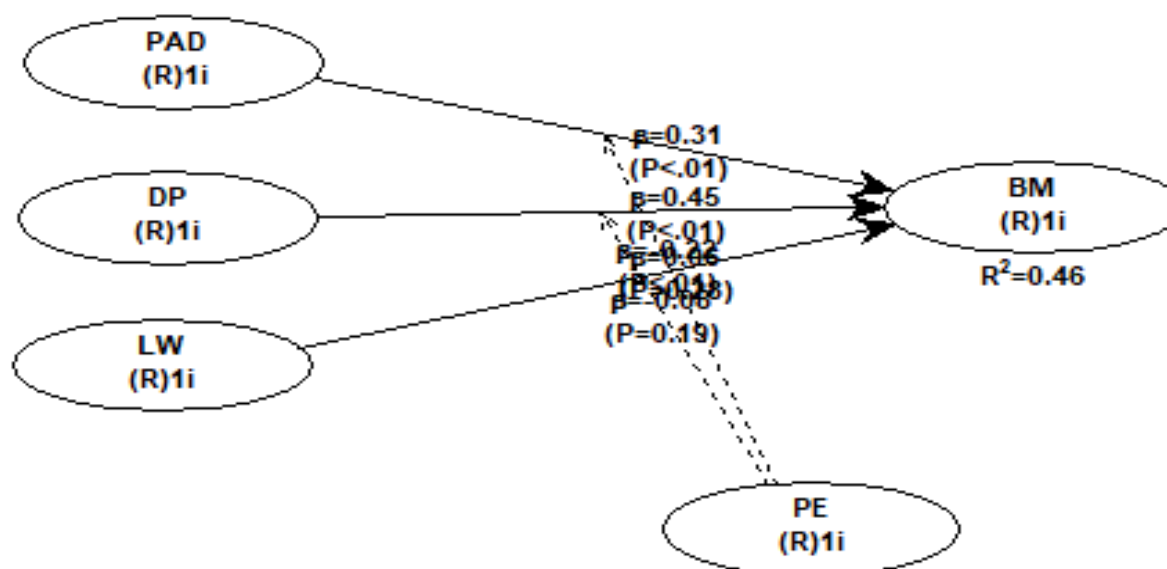 PAD
(R)1i
β=0.31
(P<.01)
DP
(R)1i
β=0.45
(P<.01)
BM
(R)1i
R²=0.46
(P<.01)
LW
(R)1i
(P=0.19)
PE
(R)1i